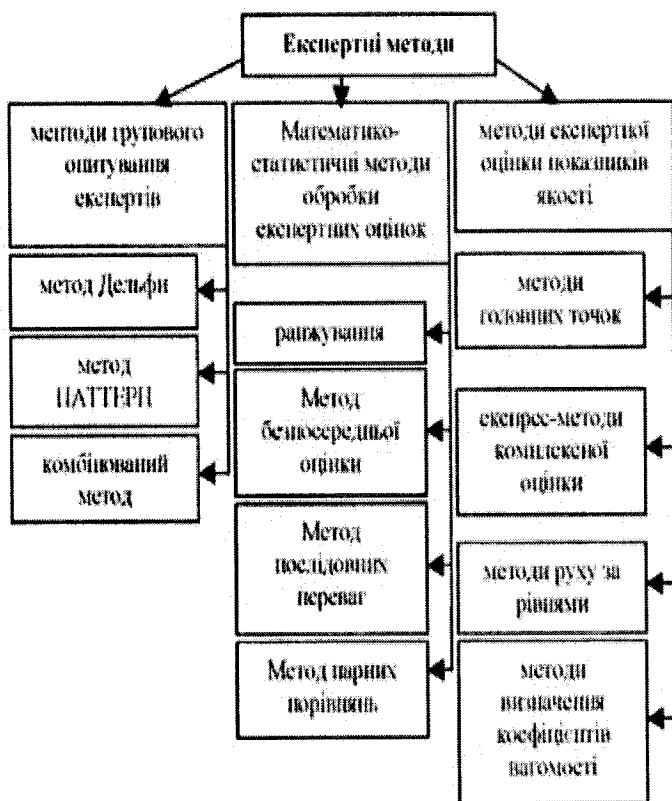 Експертні методи
методи групового
опитування
експертів
метод Дельфи
метод
ПАТТЕРН
комбінований
метод
Математико-
статистичні методи
обробки
експертних оцінок
ранжування
Метод
безпосередньої
оцінки
Метод
послідовних
переваг
Метод парних
порівнянь
методи експертної
оцінки показників
якості
методи
головних точок
експрес-методи
комплексної
оцінки
методи руху за
рівнями
методи
визначення
коефіцієнтів
вагомості